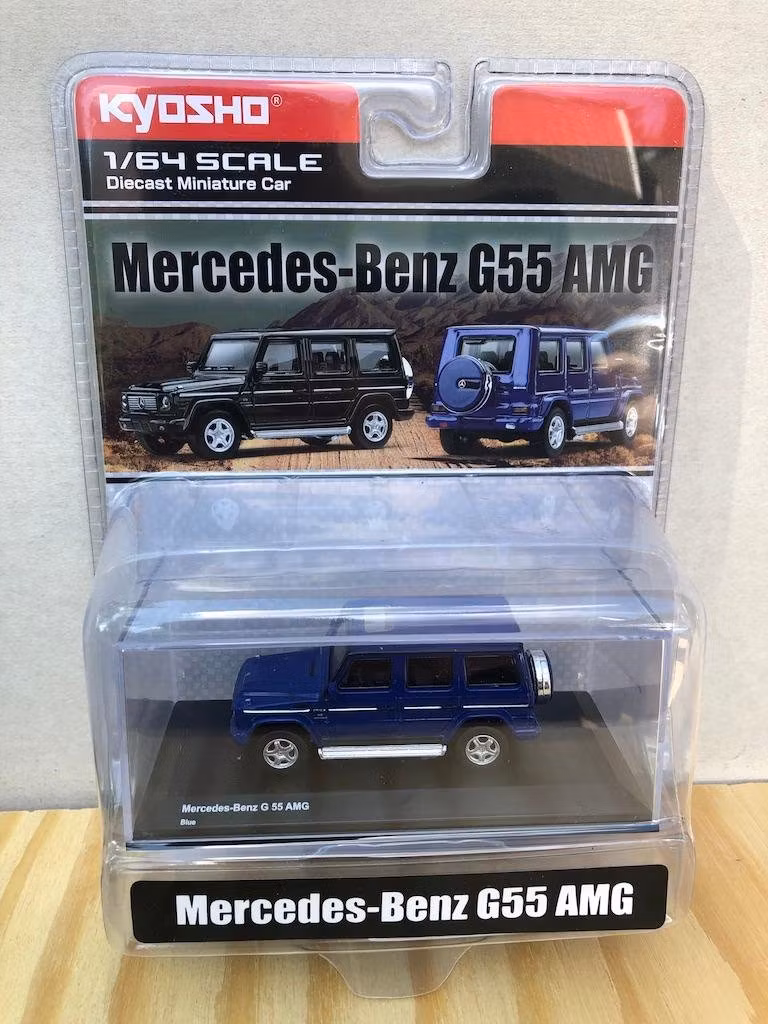 KYOSHO®
1/64 SCALE
Diecast Miniature Car
Mercedes-Benz G55 AMG
Mercedes-Benz G 55 AMG
Blue
Mercedes-Benz G55 AMG